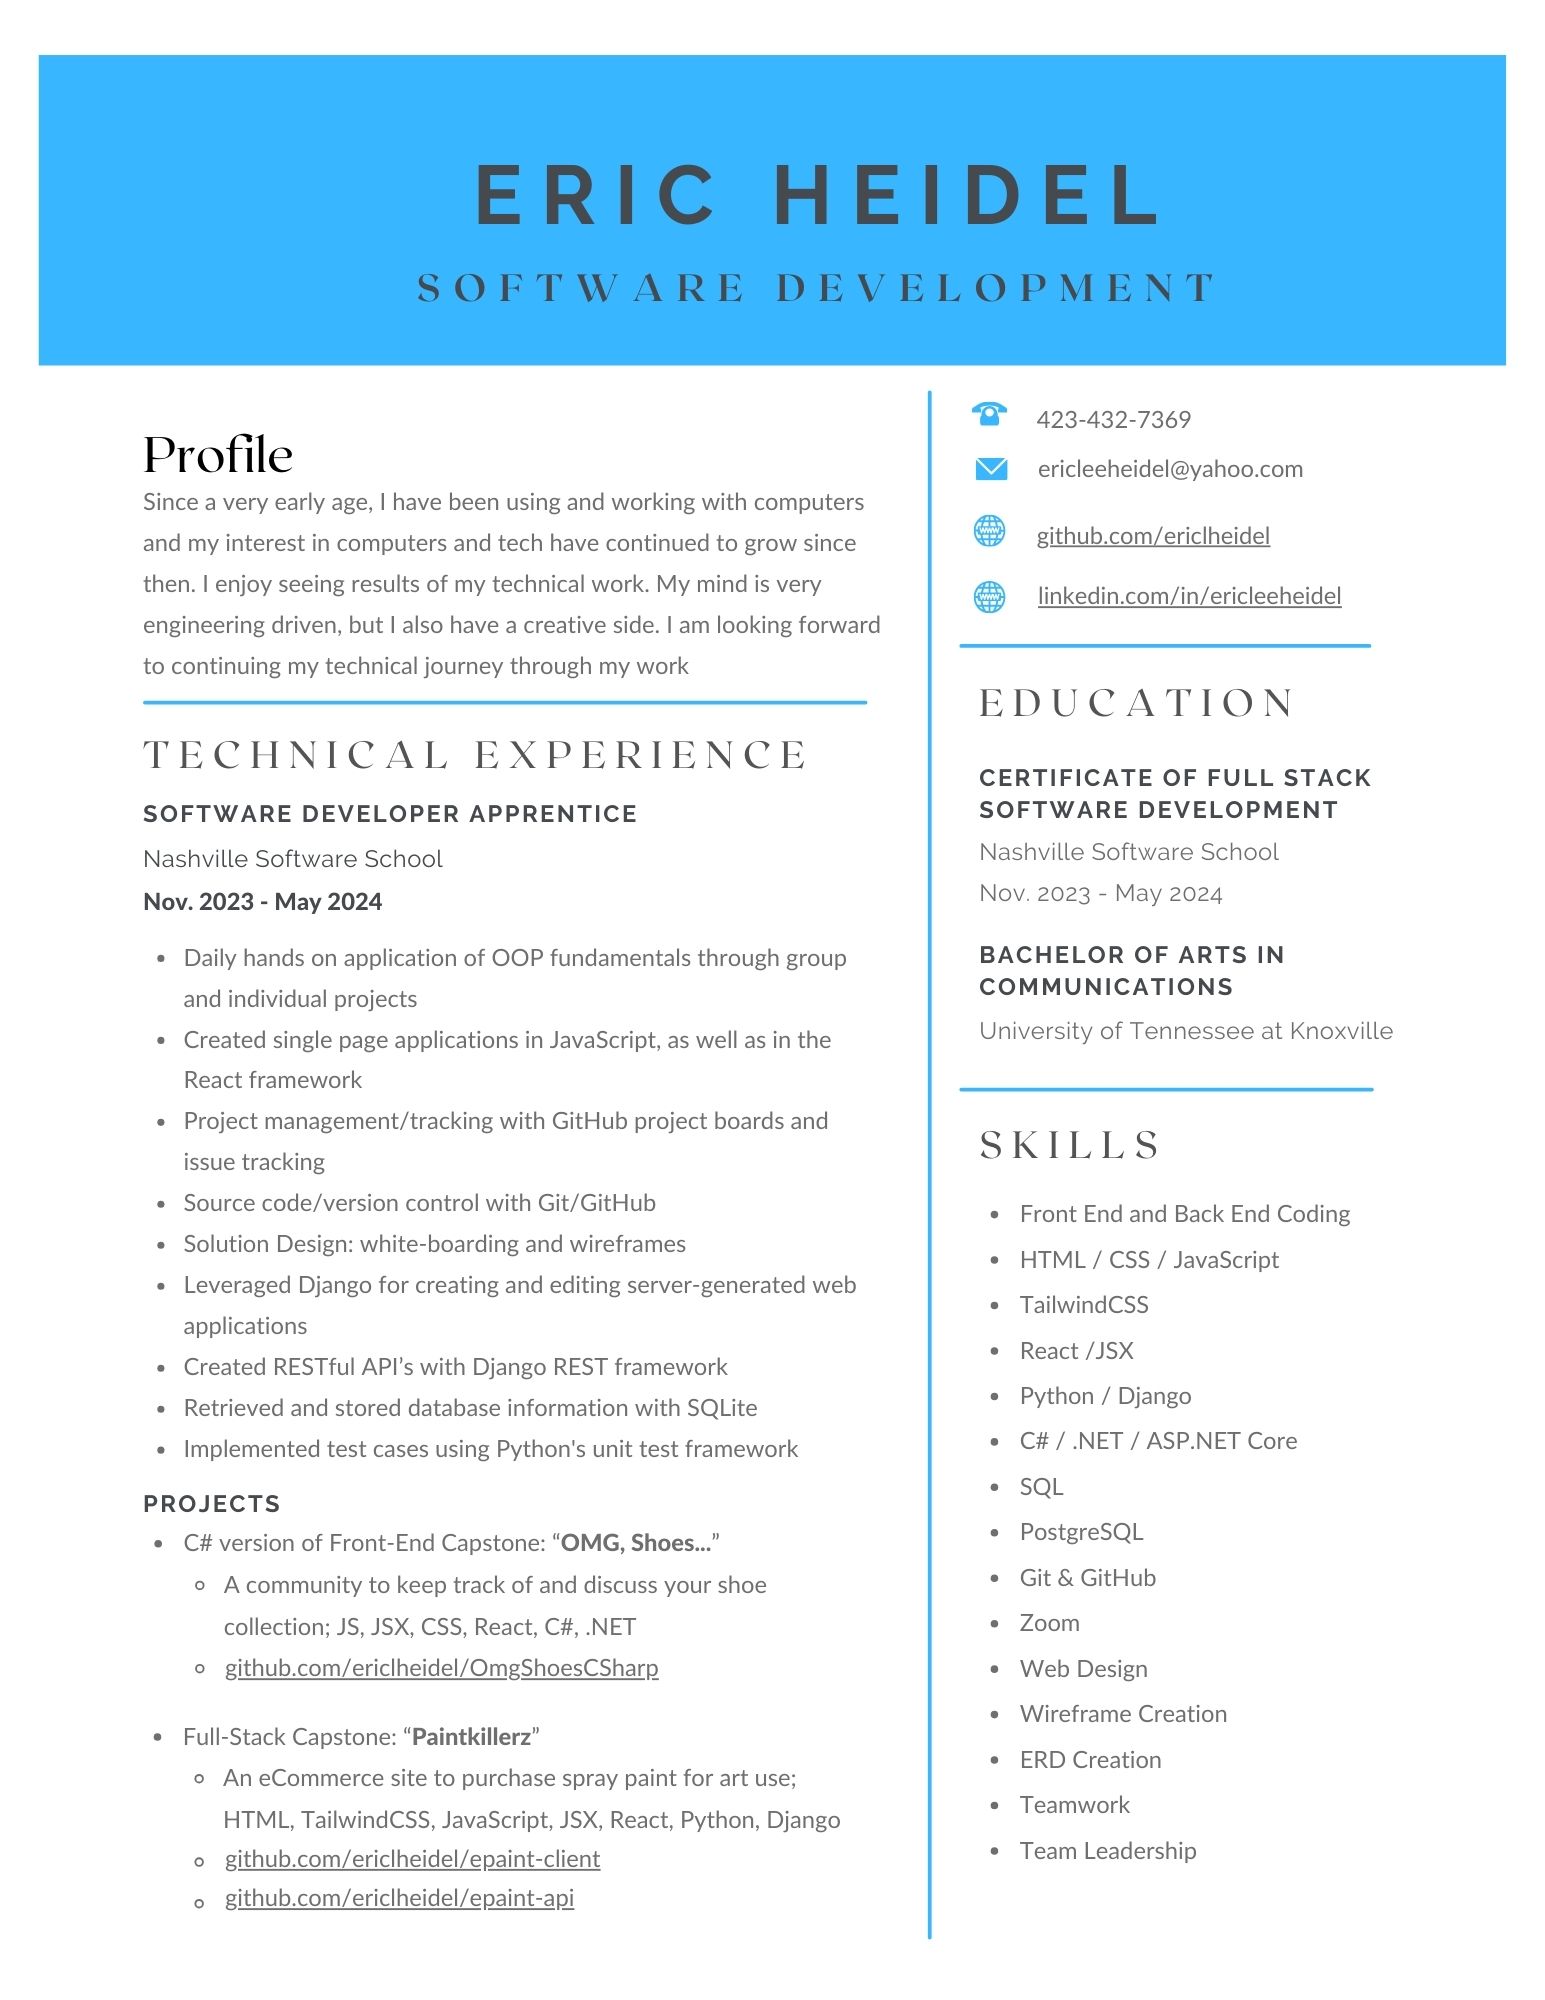 ERIC HEIDEL
SOFTWARE DEVELOPMENT
Profile
Since a very early age, I have been using and working with computers
and my interest in computers and tech have continued to grow since
then. I enjoy seeing results of my technical work. My mind is very
engineering driven, but I also have a creative side. I am looking forward
to continuing my technical journey through my work
TECHNICAL EXPERIENCE
SOFTWARE DEVELOPER APPRENTICE
Nashville Software School
Nov. 2023 - May 2024
• Daily hands on application of OOP fundamentals through group
and individual projects
• Created single page applications in JavaScript, as well as in the
React framework
• Project management/tracking with GitHub project boards and
issue tracking
• Source code/version control with Git/GitHub
• Solution Design: white-boarding and wireframes
• Leveraged Django for creating and editing server-generated web
applications
• Created RESTful API’s with Django REST framework
• Retrieved and stored database information with SQLite
• Implemented test cases using Python's unit test framework
PROJECTS
• C# version of Front-End Capstone: “OMG, Shoes...”
◦ A community to keep track of and discuss your shoe
collection; JS, JSX, CSS, React, C#, .NET
◦ github.com/ericlheidel/OmgShoesCSharp
• Full-Stack Capstone: “Paintkillerz”
◦ An eCommerce site to purchase spray paint for art use;
HTML, TailwindCSS, JavaScript, JSX, React, Python, Django
◦ github.com/ericlheidel/epaint-client
◦ github.com/ericlheidel/epaint-api
423-432-7369
ericleeheidel@yahoo.com
github.com/ericlheidel
linkedin.com/in/ericleeheidel
EDUCATION
CERTIFICATE OF FULL STACK
SOFTWARE DEVELOPMENT
Nashville Software School
Nov. 2023 - May 2024
BACHELOR OF ARTS IN
COMMUNICATIONS
University of Tennessee at Knoxville
SKILLS
• Front End and Back End Coding
• HTML / CSS / JavaScript
• TailwindCSS
• React /JSX
• Python / Django
• C# / .NET / ASP.NET Core
• SQL
• PostgreSQL
• Git & GitHub
• Zoom
• Web Design
• Wireframe Creation
• ERD Creation
• Teamwork
• Team Leadership